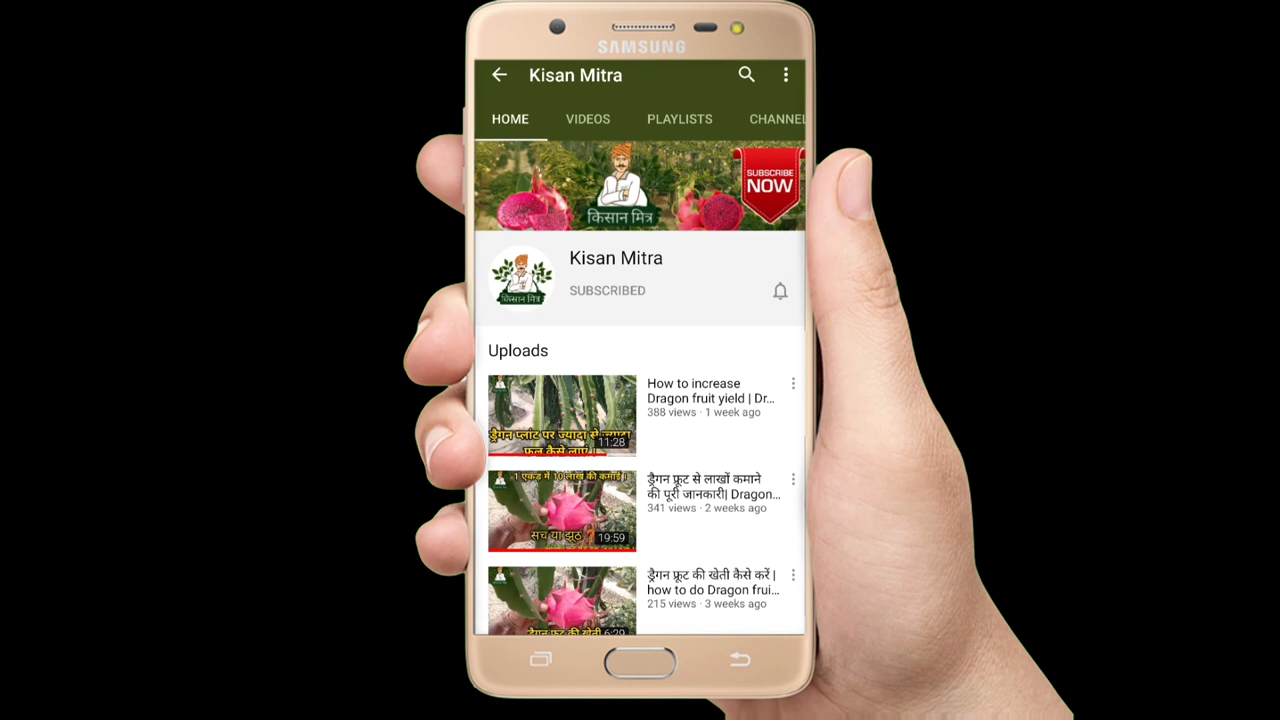 SAMSUNG
Kisan Mitra
HOME VIDEOS PLAYLISTS CHANNEL
SUBSCRIBE
NOW
किसान मित्र
Kisan Mitra
SUBSCRIBED
किसान मित्र
Uploads
How to increase
Dragon fruit yield | Dr...
388 views · 1 week ago
ड्रैगन प्लांट पर ज्यादा से ज्यादा
11:28
फूल कैसे लाएं |
1 एकड़ में 10 लाख की कमाई |
सच या झूठ ?
19:59
ड्रैगन फ्रूट से लाखों कमाने
की पूरी जानकारी| Dragon...
341 views · 2 weeks ago
ड्रैगन फ्रूट की खेती
6:29
ड्रैगन फ्रूट की खेती कैसे करें |
how to do Dragon frui...
215 views · 3 weeks ago